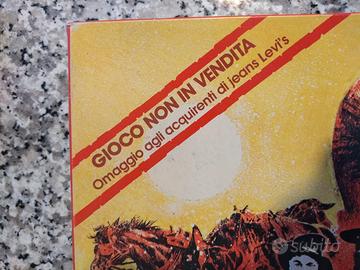 GIOCO NON IN VENDITA
Omaggio agli acquirenti di jeans Levi's
subito